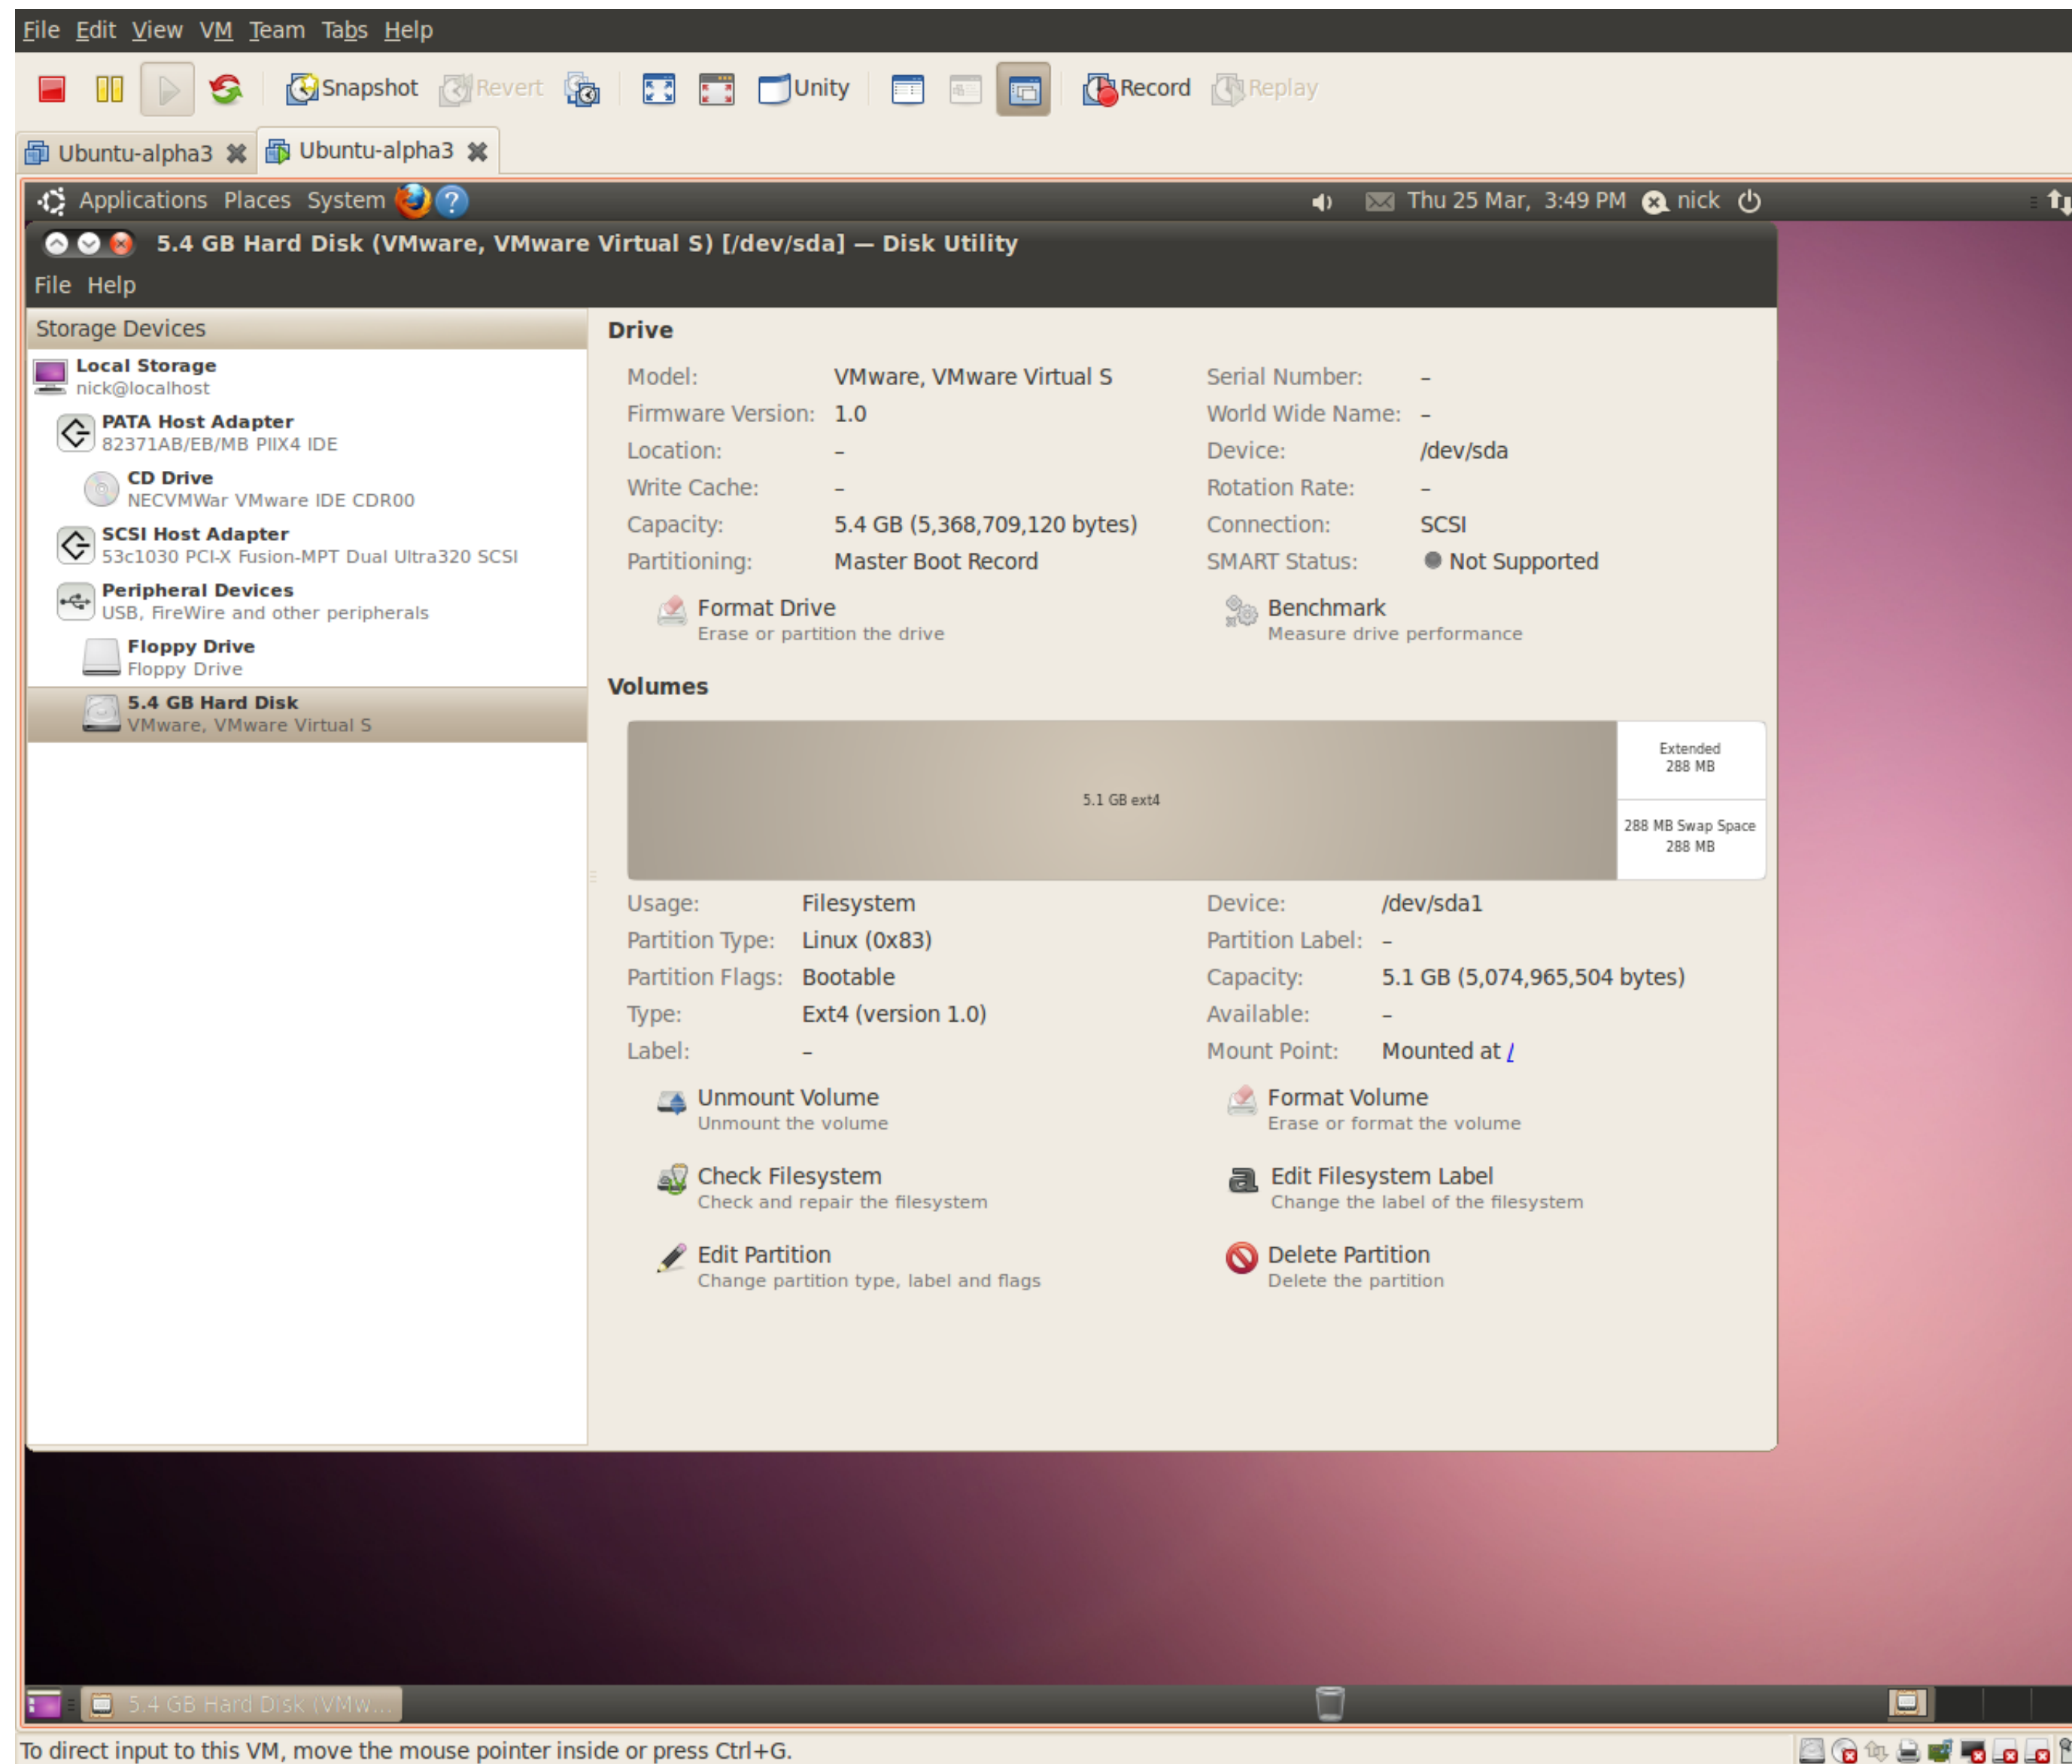 File Edit View VM Team Tabs Help
Snapshot Revert Unity Record Replay
Ubuntu-alpha3 Ubuntu-alpha3
Applications Places System Thu 25 Mar, 3:49 PM nick
5.4 GB Hard Disk (VMware, VMware Virtual S) [/dev/sda] — Disk Utility
File Help
Storage Devices
Local Storage
nick@localhost
PATA Host Adapter
82371AB/EB/MB PIIX4 IDE
CD Drive
NECVMWar VMware IDE CDR00
SCSI Host Adapter
53c1030 PCI-X Fusion-MPT Dual Ultra320 SCSI
Peripheral Devices
USB, FireWire and other peripherals
Floppy Drive
Floppy Drive
5.4 GB Hard Disk
VMware, VMware Virtual S
Drive
Model: VMware, VMware Virtual S Serial Number: –
Firmware Version: 1.0 World Wide Name: –
Location: – Device: /dev/sda
Write Cache: – Rotation Rate: –
Capacity: 5.4 GB (5,368,709,120 bytes) Connection: SCSI
Partitioning: Master Boot Record SMART Status: Not Supported
Format Drive Benchmark
Erase or partition the drive Measure drive performance
Volumes
Extended
288 MB
5.1 GB ext4
288 MB Swap Space
288 MB
Usage: Filesystem Device: /dev/sda1
Partition Type: Linux (0x83) Partition Label: –
Partition Flags: Bootable Capacity: 5.1 GB (5,074,965,504 bytes)
Type: Ext4 (version 1.0) Available: –
Label: – Mount Point: Mounted at /
Unmount Volume Format Volume
Unmount the volume Erase or format the volume
Check Filesystem Edit Filesystem Label
Check and repair the filesystem Change the label of the filesystem
Edit Partition Delete Partition
Change partition type, label and flags Delete the partition
5.4 GB Hard Disk (VMw...
To direct input to this VM, move the mouse pointer inside or press Ctrl+G.